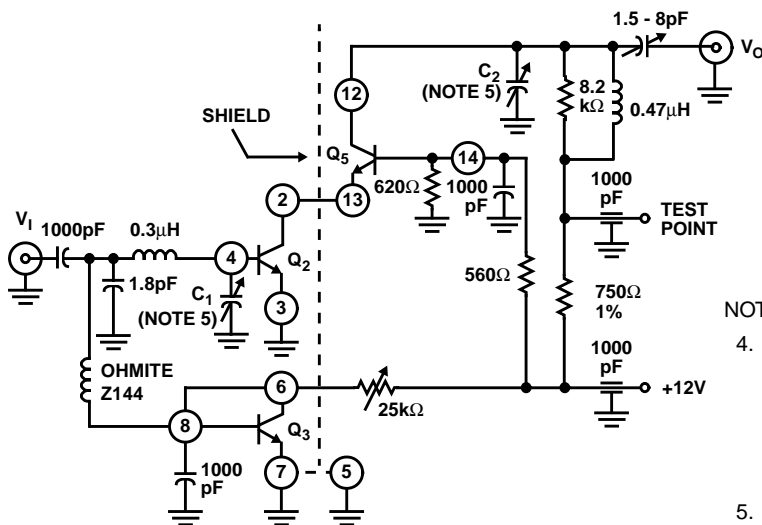 1.5 - 8pF
VO
C2
(NOTE 5)
8.2
kΩ
0.47μH
12
SHIELD
Q5
14
620Ω
1000
pF
1000
pF
TEST
POINT
2
13
VI
1000pF
0.3μH
4
Q2
1.8pF
C1
(NOTE 5)
3
560Ω
750Ω
1%
NOT
4.
OHMITE
Z144
6
1000
pF
+12V
25kΩ
8
Q3
1000
pF
7
5
5.